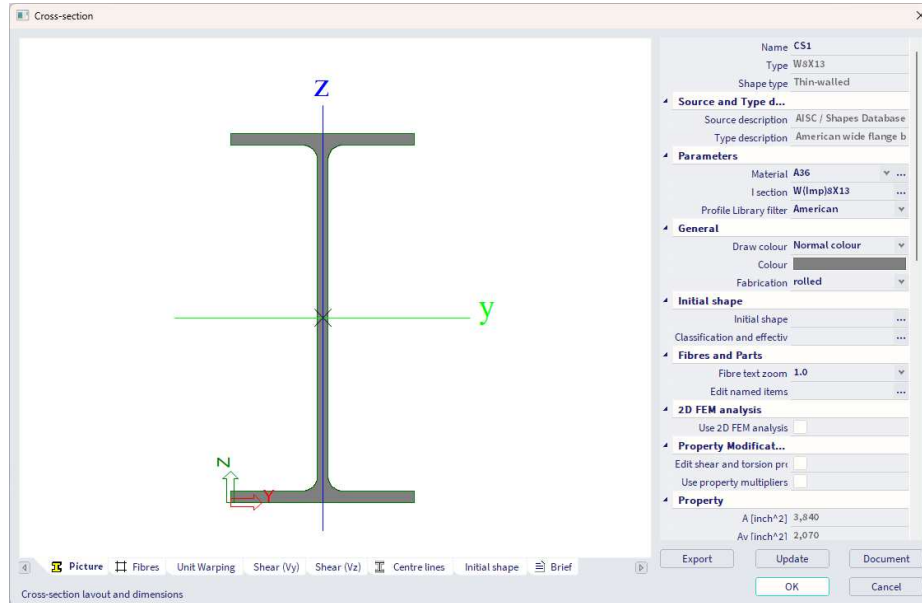 Cross-section
z
y
Z
Y
Name CS1
Type W8X13
Shape type Thin-walled
Source and Type d...
Source description AISC / Shapes Database
Type description American wide flange b
Parameters
Material A36 ...
I section W(Imp)8X13 ...
Profile Library filter American
General
Draw colour Normal colour
Colour
Fabrication rolled
Initial shape
Initial shape ...
Classification and effectiv ...
Fibres and Parts
Fibre text zoom 1.0
Edit named items ...
2D FEM analysis
Use 2D FEM analysis
Property Modificat...
Edit shear and torsion pro
Use property multipliers
Property
A [inch^2] 3,840
Ay [inch^2] 2,070
Picture Fibres Unit Warping Shear (Vy) Shear (Vz) Centre lines Initial shape Brief
Export Update Document
OK Cancel
Cross-section layout and dimensions